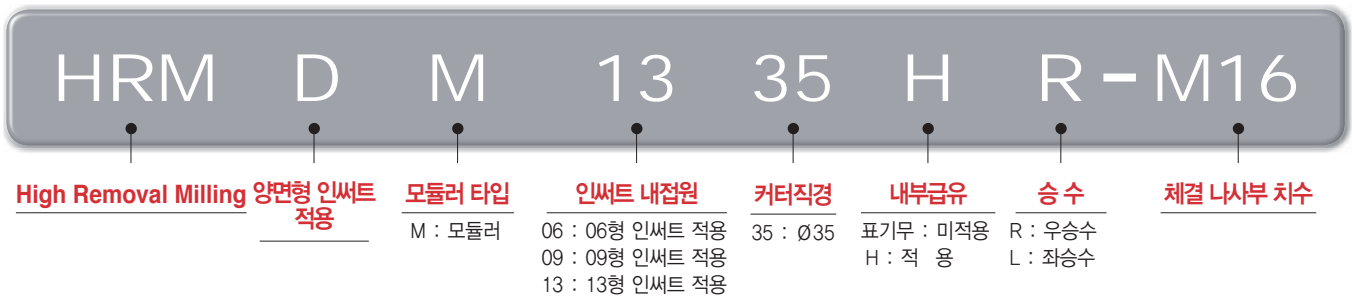 HRM D M 13 35 H R - M16
High Removal Milling
양면형 인써트
적용
모듈러 타입
M : 모듈러
인써트 내접원
06 : 06형 인써트 적용
09 : 09형 인써트 적용
13 : 13형 인써트 적용
커터직경
35 : Ø35
내부급유
표기무 : 미적용
H : 적 용
승 수
R : 우승수
L : 좌승수
체결 나사부 치수